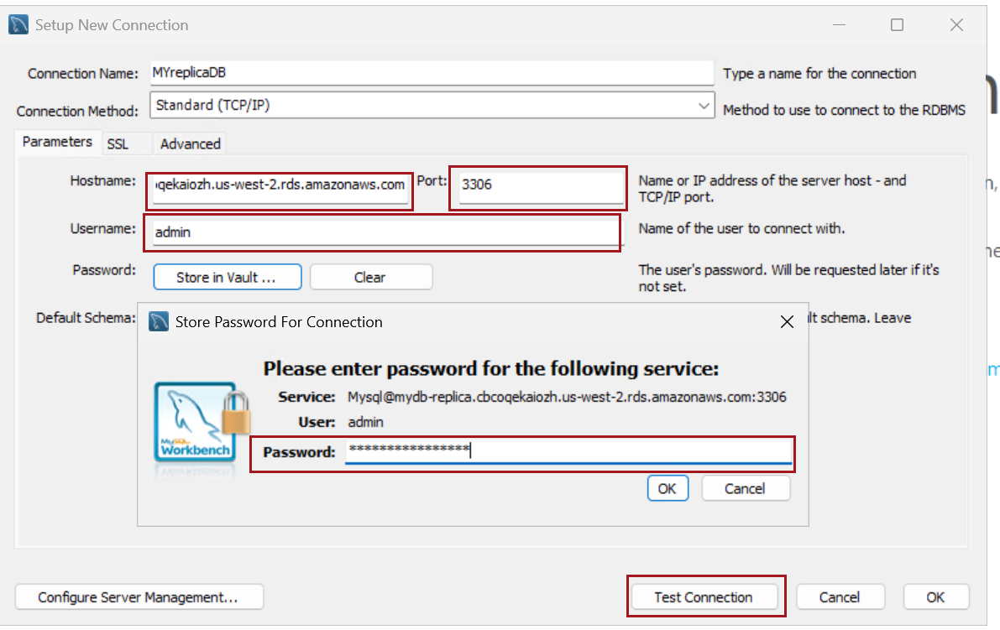 Setup New Connection
Connection Name: MYreplicaDB Type a name for the connection
Connection Method: Standard (TCP/IP) Method to use to connect to the RDBMS
Parameters SSL Advanced
Hostname: oqekaiozh.us-west-2.rds.amazonaws.com Port: 3306 Name or IP address of the server host - and
TCP/IP port.
Username: admin Name of the user to connect with.
Password: Store in Vault ... Clear The user's password. Will be requested later if it's
not set.
Default Schema: lt schema. Leave
Store Password For Connection
Please enter password for the following service:
Service: Mysql@mydb-replica.cbcoqekaiozh.us-west-2.rds.amazonaws.com:3306
User: admin
MySQL
Workbench
Password: ****************
OK Cancel
Configure Server Management... Test Connection Cancel OK